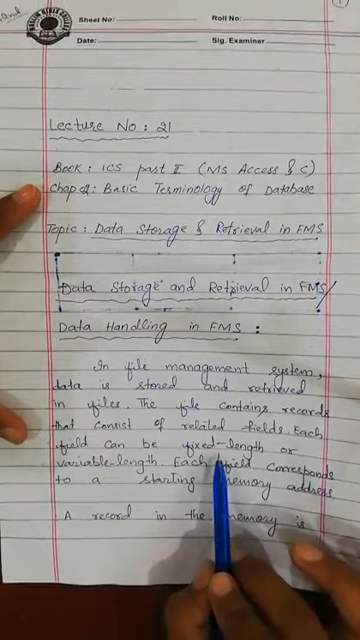 Sheet No:
Roll No:
Date:
Sig. Examiner
Lecture No : 21
Book : ICS part II (MS Access & C)
Chap 02: Basic Terminology of Database
Topic : Data Storage & Retrieval in FMS
Data Storage and Retrieval in FMS
Data Handling in FMS :
In file management system,
data is stored and retrieved
in files. The file contains records
that consist of related fields. Each
field can be fixed-length or
variable-length. Each field corresponds
to a starting memory address
A record in the memory is